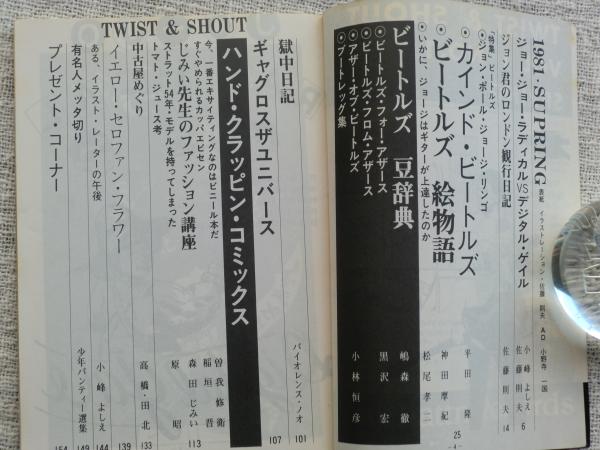 1981・SUPRING
表紙 イラストレーション・佐藤 則夫 AD 小野寺 一国
ジョー・ジョー・ラディカルVSデジタル・ゲイル
小峰よしえ 6
ジョン君のロンドン観行日記
佐藤則夫 14
「特集」ビートルズ
◉ジョン・ポール・ジョージ・リンゴ
◉カインド・ビートルズ
平田 隆
◉ビートルズ 絵物語
神田摩紀
◉いかに、ジョージはギターが上達したのか
松尾孝二
25
ビートルズ 豆辞典
◉ビートルズ・フォー・アザース
嶋森 徹
◉ビートルズ・フロム・アザース
黒沢 宏
◉アザー・オブ・ビートルズ
◉ブートレッグ集
小林恒彦
-4-
TWIST & SHOUT
獄中日記
バイオレンス・ノオ 101
ギャグロスザユニバース
107
ハンド・クラッピン・コミックス
今、一番エキサイティングなのはビニール本だ
曽我修衛
すぐやめられるカッパエビセン
稲垣 晋
じみい先生のファッション講座
森田じみい
113
ストラット54年・モデルを持ってしまった
原 昭
トマト・ジュース考
中古屋めぐり
高橋・田北 133
イエロー・セロファン・フラワー
139
ある、イラスト・レーターの午後
144
有名人メッタ切り
小峰よしえ 149
プレゼント・コーナー
少年パンティー選集
154